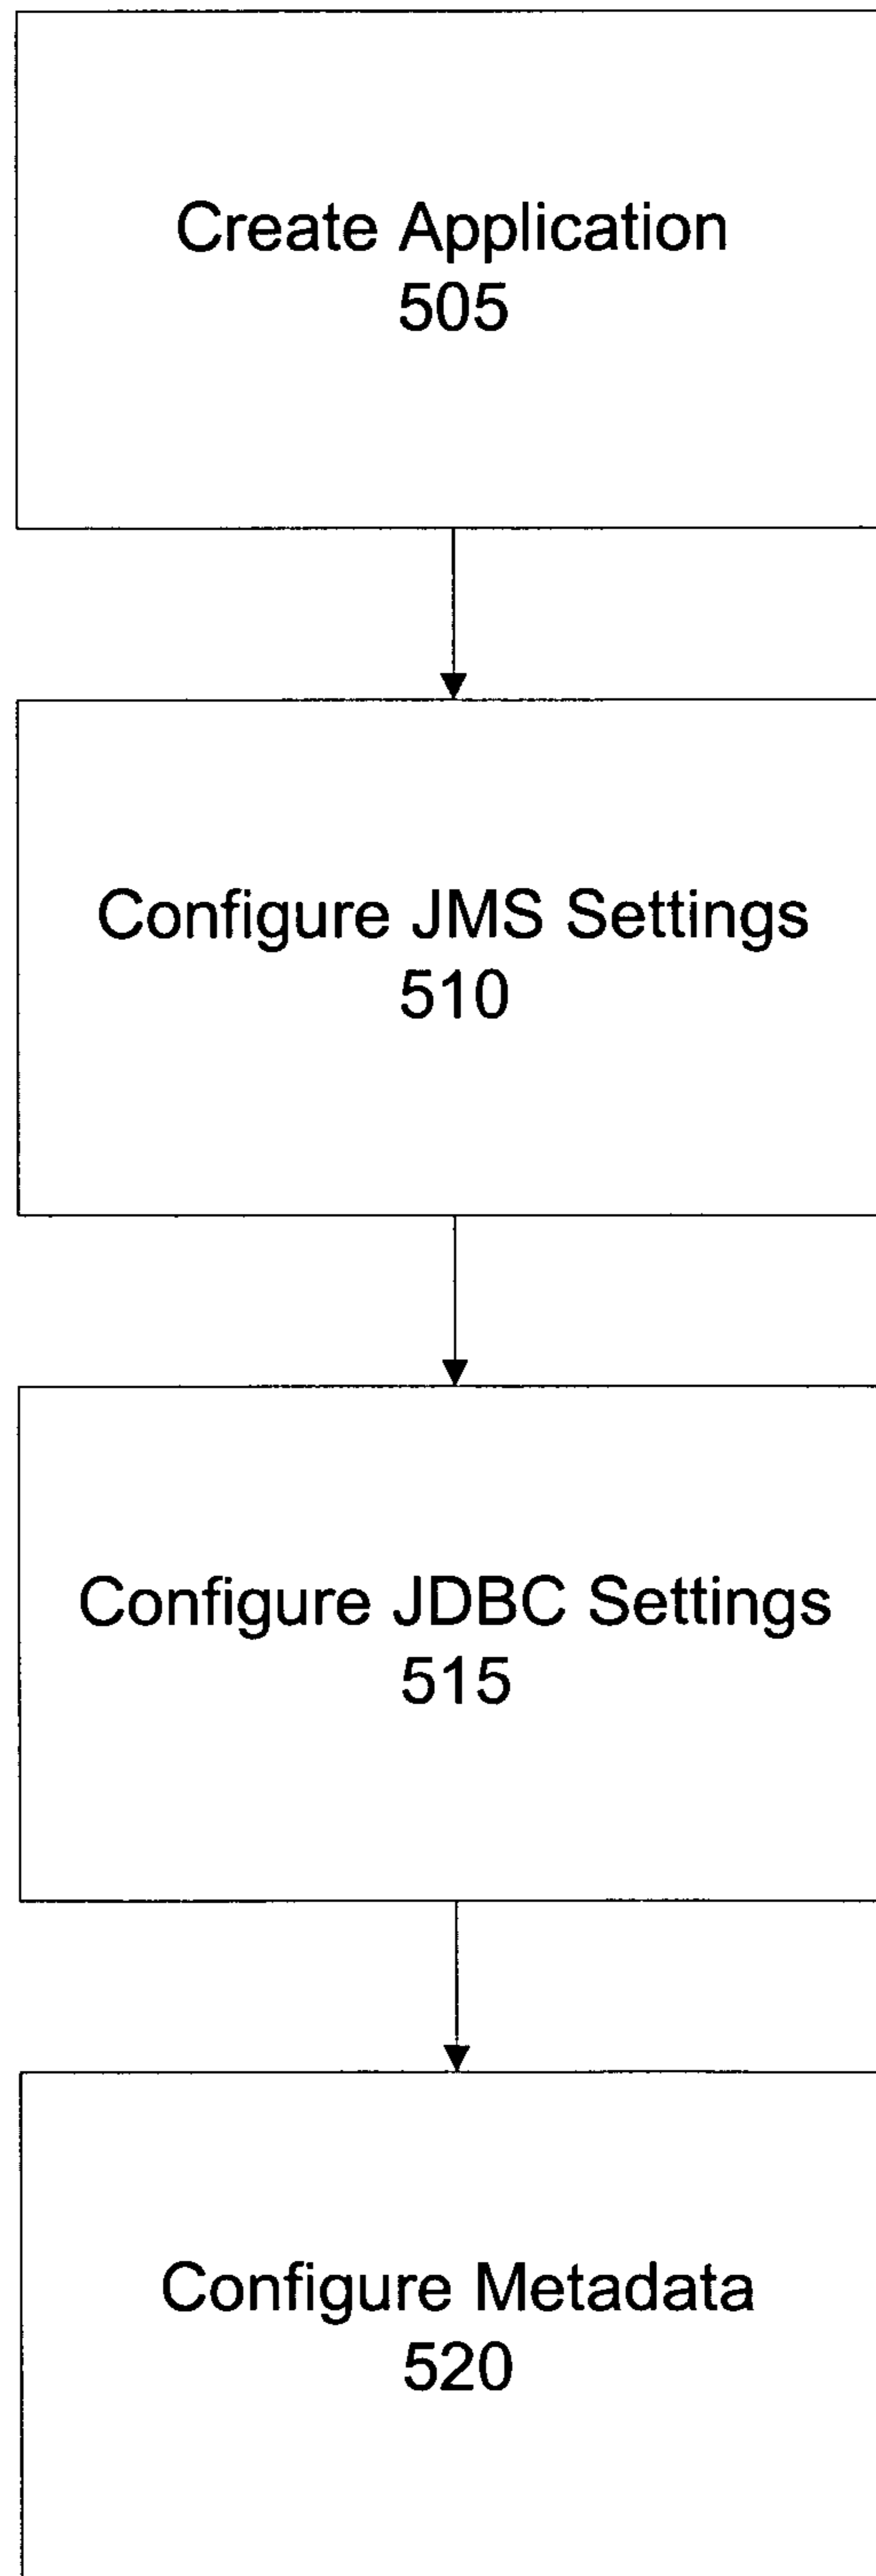 Create Application
505
Configure JMS Settings
510
Configure JDBC Settings
515
Configure Metadata
520